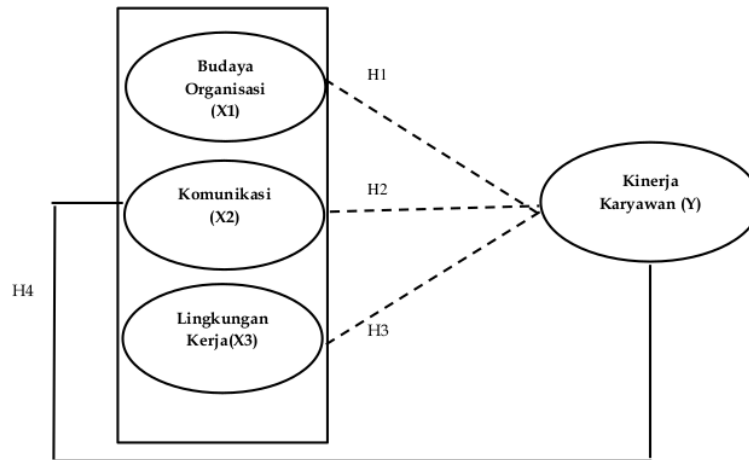 Budaya
Organisasi
(X1)
H1
Komunikasi
(X2)
H2
Kinerja
Karyawan (Y)
H4
Lingkungan
Kerja(X3)
H3